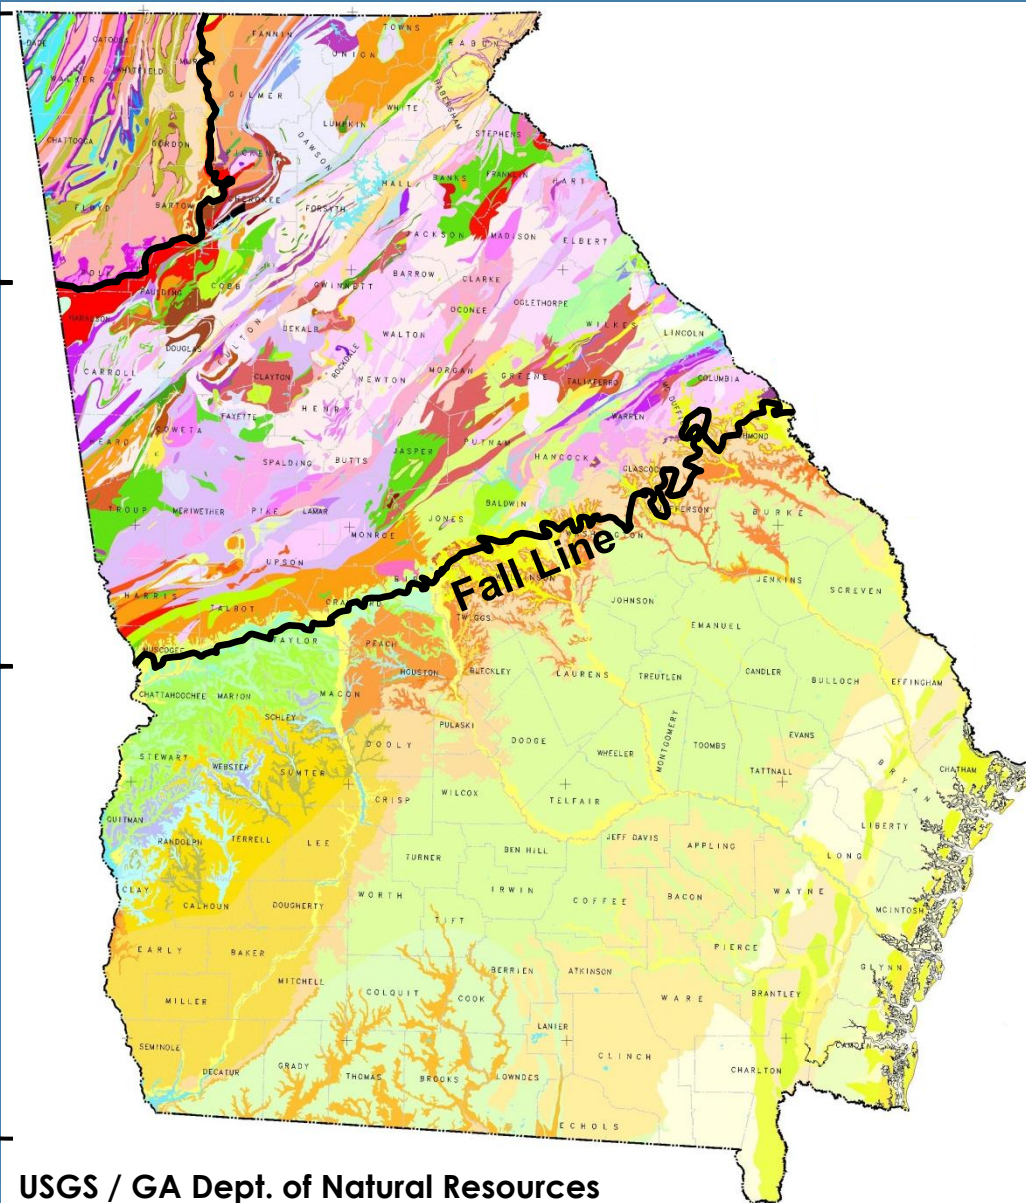 DADE
CATOOSA
FANNIN
TOWNS
UNION
RABUN
WHITFIELD
WALKER
GILMER
HABERSHAM
WHITE
LUMPKIN
STEPHENS
CHATTOOGA
GORDON
DAWSON
PICKENS
BANKS
FRANKLIN
HART
HALL
FLOYD
BARTOW
CHEROKEE
FORSYTH
JACKSON
MADISON
ELBERT
POLK
BARROW
CLARKE
PAULDING
COBB
GWINNETT
OCONEE
OGLETHORPE
HARALSON
FULTON
DEKALB
WALTON
WILKES
LINCOLN
DOUGLAS
ROCKDALE
CARROLL
CLAYTON
NEWTON
MORGAN
GREENE
TALIAFERRO
COLUMBIA
MCDUFFIE
HENRY
FAYETTE
WARREN
HEARD
COWETA
PUTNAM
JASPER
HANCOCK
SPALDING
BUTTS
GLASCOCK
TROUP
MERIWETHER
PIKE
LAMAR
BALDWIN
JONES
BURKE
MONROE
Fall Line
UPSON
JENKINS
SCREVEN
HARRIS
TALBOT
JOHNSON
TWIGGS
EMANUEL
MUSCOGEE
TAYLOR
PEACH
HOUSTON
BLECKLEY
LAURENS
TREUTLEN
CANDLER
BULLOCH
EFFINGHAM
CHATTAHOOCHEE
MARION
MACON
SCHLEY
PULASKI
DOOLY
DODGE
WHEELER
MONTGOMERY
TOOMBS
EVANS
STEWART
WEBSTER
SUMTER
TATTNALL
BRYAN
CHATHAM
CRISP
WILCOX
TELFAIR
QUITMAN
RANDOLPH
TERRELL
LEE
LIBERTY
JEFF DAVIS
APPLING
TURNER
BEN HILL
LONG
CLAY
CALHOUN
DOUGHERTY
WORTH
IRWIN
COFFEE
BACON
WAYNE
MCINTOSH
TIFT
EARLY
BAKER
PIERCE
MITCHELL
BERRIEN
ATKINSON
GLYNN
MILLER
COLQUIT
COOK
WARE
BRANTLEY
LANIER
SEMINOLE
DECATUR
GRADY
THOMAS
BROOKS
LOWNDES
CLINCH
CHARLTON
CAMDEN
ECHOLS
USGS / GA Dept. of Natural Resources